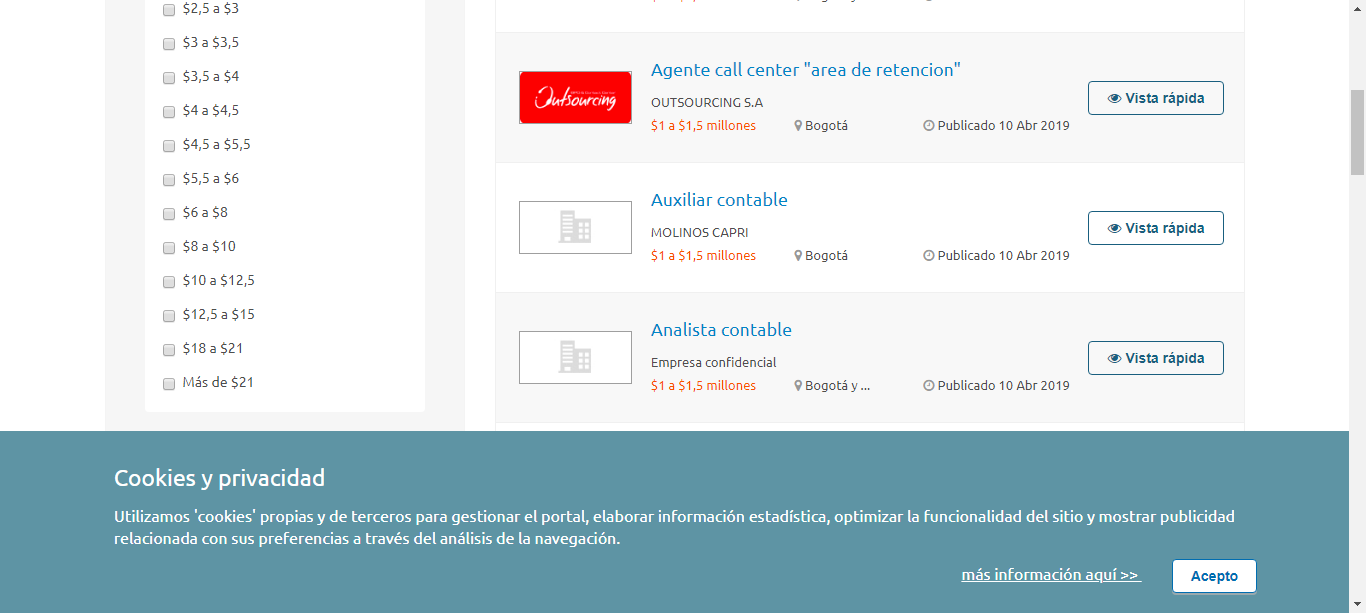 $2,5 a $3
$3 a $3,5
$3,5 a $4
$4 a $4,5
$4,5 a $5,5
$5,5 a $6
$6 a $8
$8 a $10
$10 a $12,5
$12,5 a $15
$18 a $21
Más de $21
Outsourcing
Agente call center "area de retencion"
OUTSOURCING S.A
$1 a $1,5 millones Bogotá Publicado 10 Abr 2019
Vista rápida
Auxiliar contable
MOLINOS CAPRI
$1 a $1,5 millones Bogotá Publicado 10 Abr 2019
Vista rápida
Analista contable
Empresa confidencial
$1 a $1,5 millones Bogotá y ... Publicado 10 Abr 2019
Vista rápida
Cookies y privacidad
Utilizamos 'cookies' propias y de terceros para gestionar el portal, elaborar información estadística, optimizar la funcionalidad del sitio y mostrar publicidad
relacionada con sus preferencias a través del análisis de la navegación.
más información aquí >>
Acepto